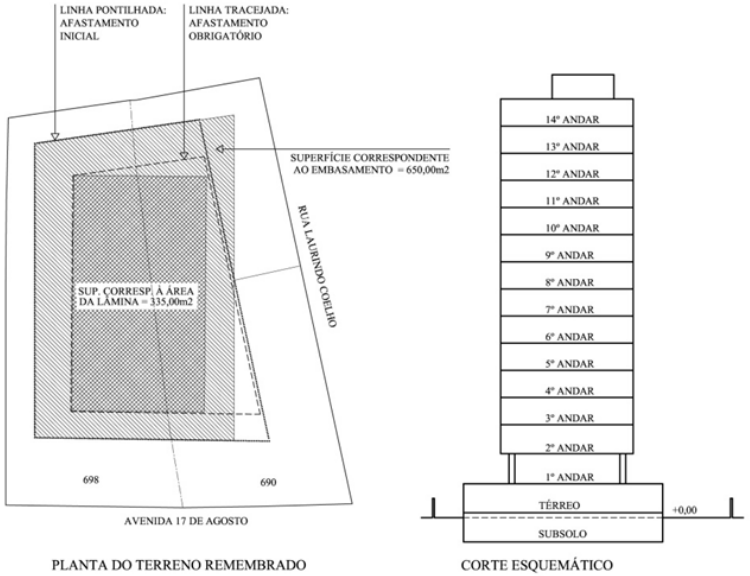 LINHA PONTILHADA:
AFASTAMENTO
INICIAL
LINHA TRACEJADA:
AFASTAMENTO
OBRIGATÓRIO
SUPERFÍCIE CORRESPONDENTE
AO EMBASAMENTO = 650,00m2
RUA LAURINDO COELHO
SUP. CORRESP. À ÁREA
DA LÂMINA = 335,00m2
698
690
AVENIDA 17 DE AGOSTO
PLANTA DO TERRENO REMEMBRADO
14º ANDAR
13º ANDAR
12º ANDAR
11º ANDAR
10º ANDAR
9º ANDAR
8º ANDAR
7º ANDAR
6º ANDAR
5º ANDAR
4º ANDAR
3º ANDAR
2º ANDAR
1º ANDAR
TÉRREO
+0,00
SUBSOLO
CORTE ESQUEMÁTICO